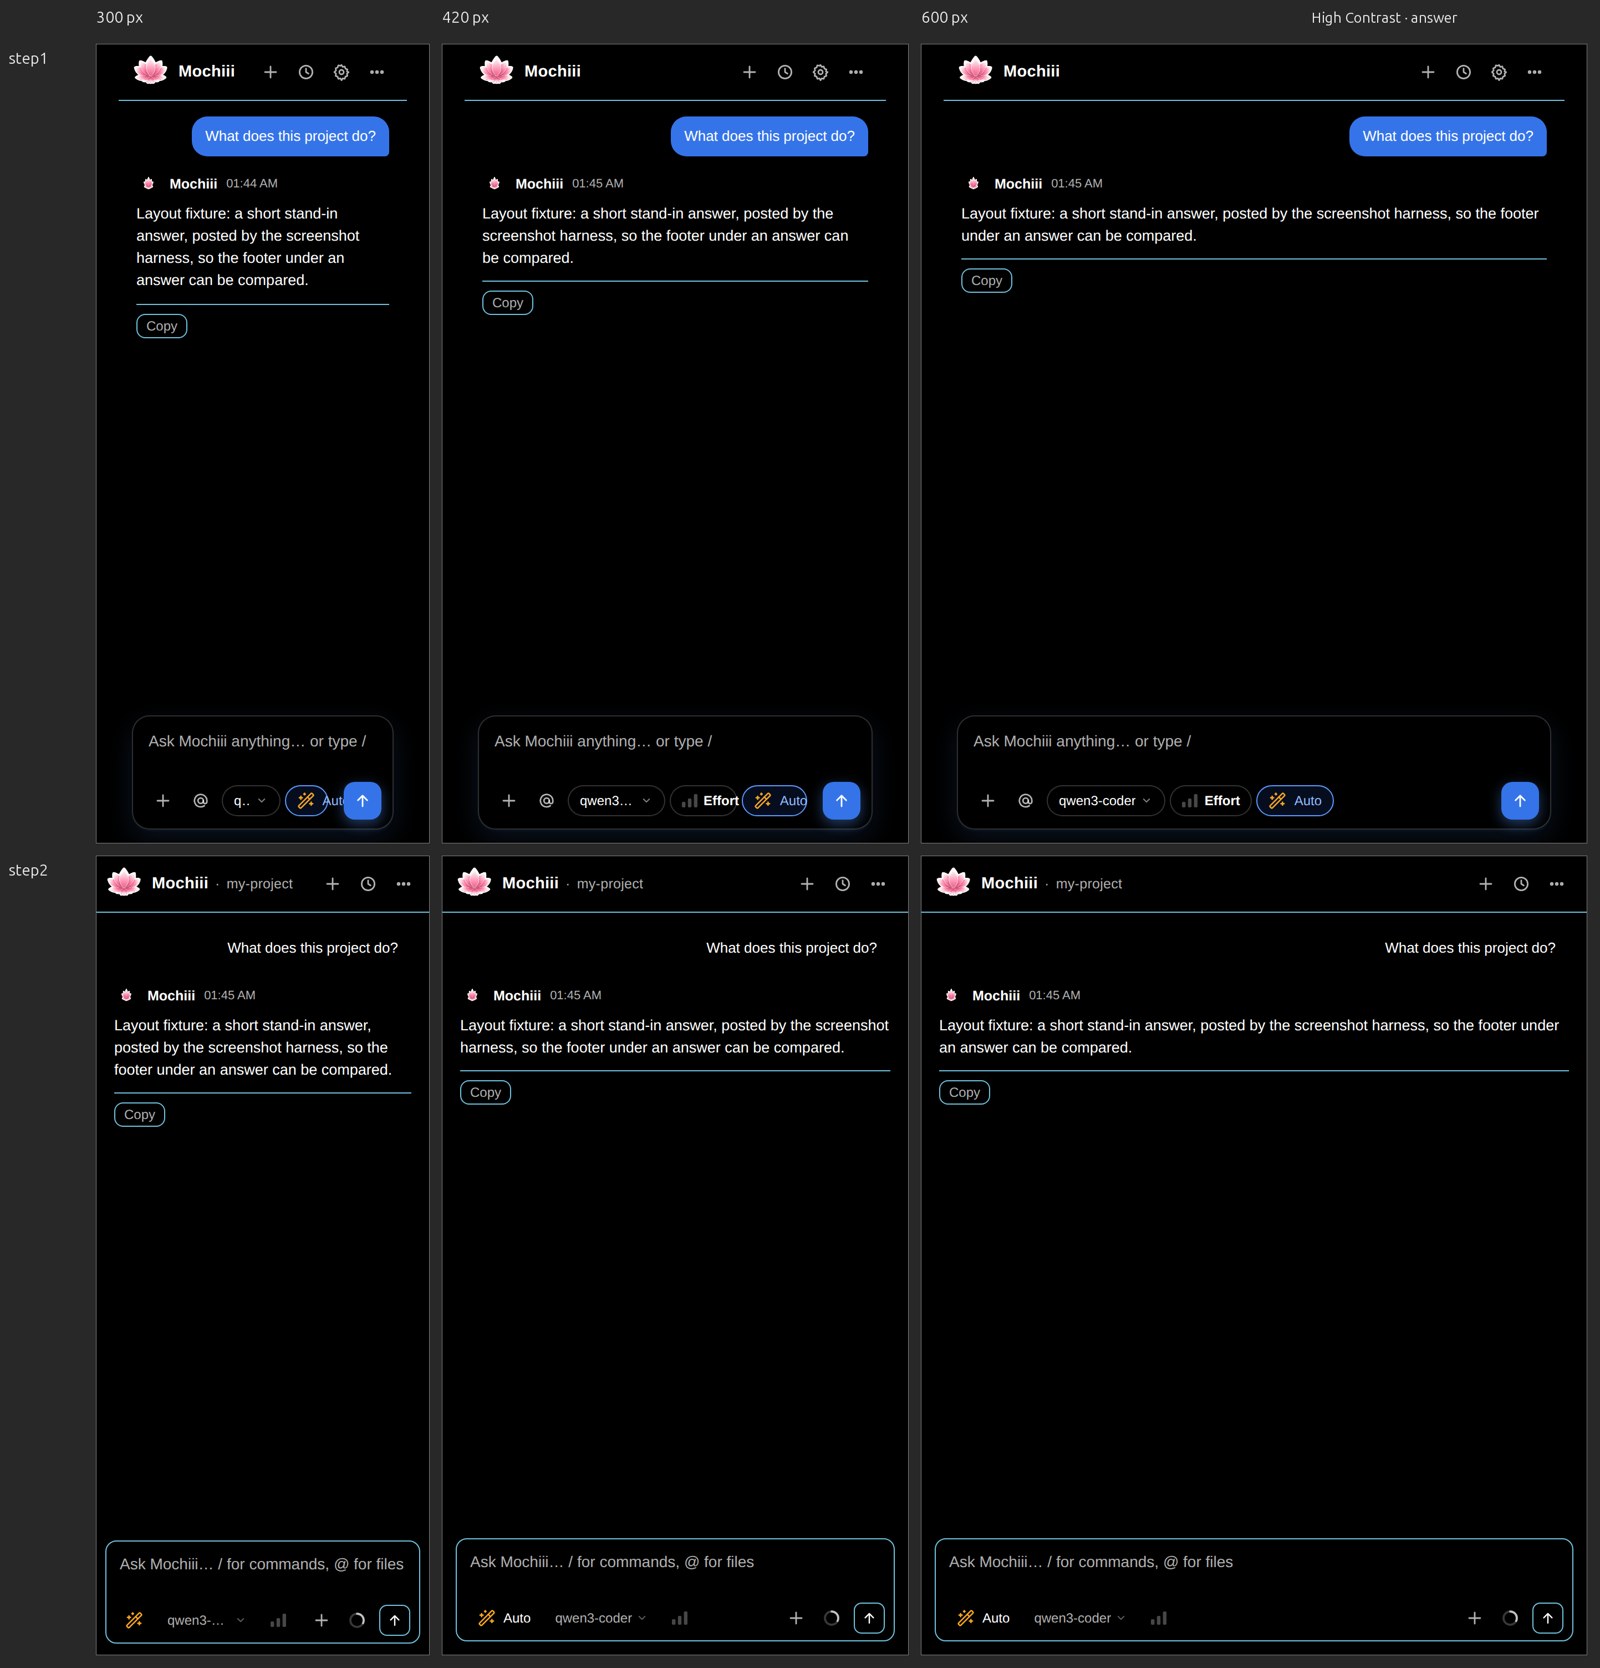 300 px
420 px
600 px
High Contrast · answer
step1
Mochiii
What does this project do?
Mochiii 01:44 AM
Layout fixture: a short stand-in
answer, posted by the screenshot
harness, so the footer under an
answer can be compared.
Copy
Ask Mochiii anything… or type /
q..
Auto
Mochiii
What does this project do?
Mochiii 01:45 AM
Layout fixture: a short stand-in answer, posted by the
screenshot harness, so the footer under an answer can
be compared.
Copy
Ask Mochiii anything… or type /
qwen3… Effort Auto
Mochiii
What does this project do?
Mochiii 01:45 AM
Layout fixture: a short stand-in answer, posted by the screenshot harness, so the footer
under an answer can be compared.
Copy
Ask Mochiii anything… or type /
qwen3-coder Effort Auto
step2
Mochiii · my-project
What does this project do?
Mochiii 01:45 AM
Layout fixture: a short stand-in answer,
posted by the screenshot harness, so the
footer under an answer can be compared.
Copy
Ask Mochiii… / for commands, @ for files
qwen3-…
Mochiii · my-project
What does this project do?
Mochiii 01:45 AM
Layout fixture: a short stand-in answer, posted by the screenshot
harness, so the footer under an answer can be compared.
Copy
Ask Mochiii… / for commands, @ for files
Auto qwen3-coder
Mochiii · my-project
What does this project do?
Mochiii 01:45 AM
Layout fixture: a short stand-in answer, posted by the screenshot harness, so the footer under
an answer can be compared.
Copy
Ask Mochiii… / for commands, @ for files
Auto qwen3-coder